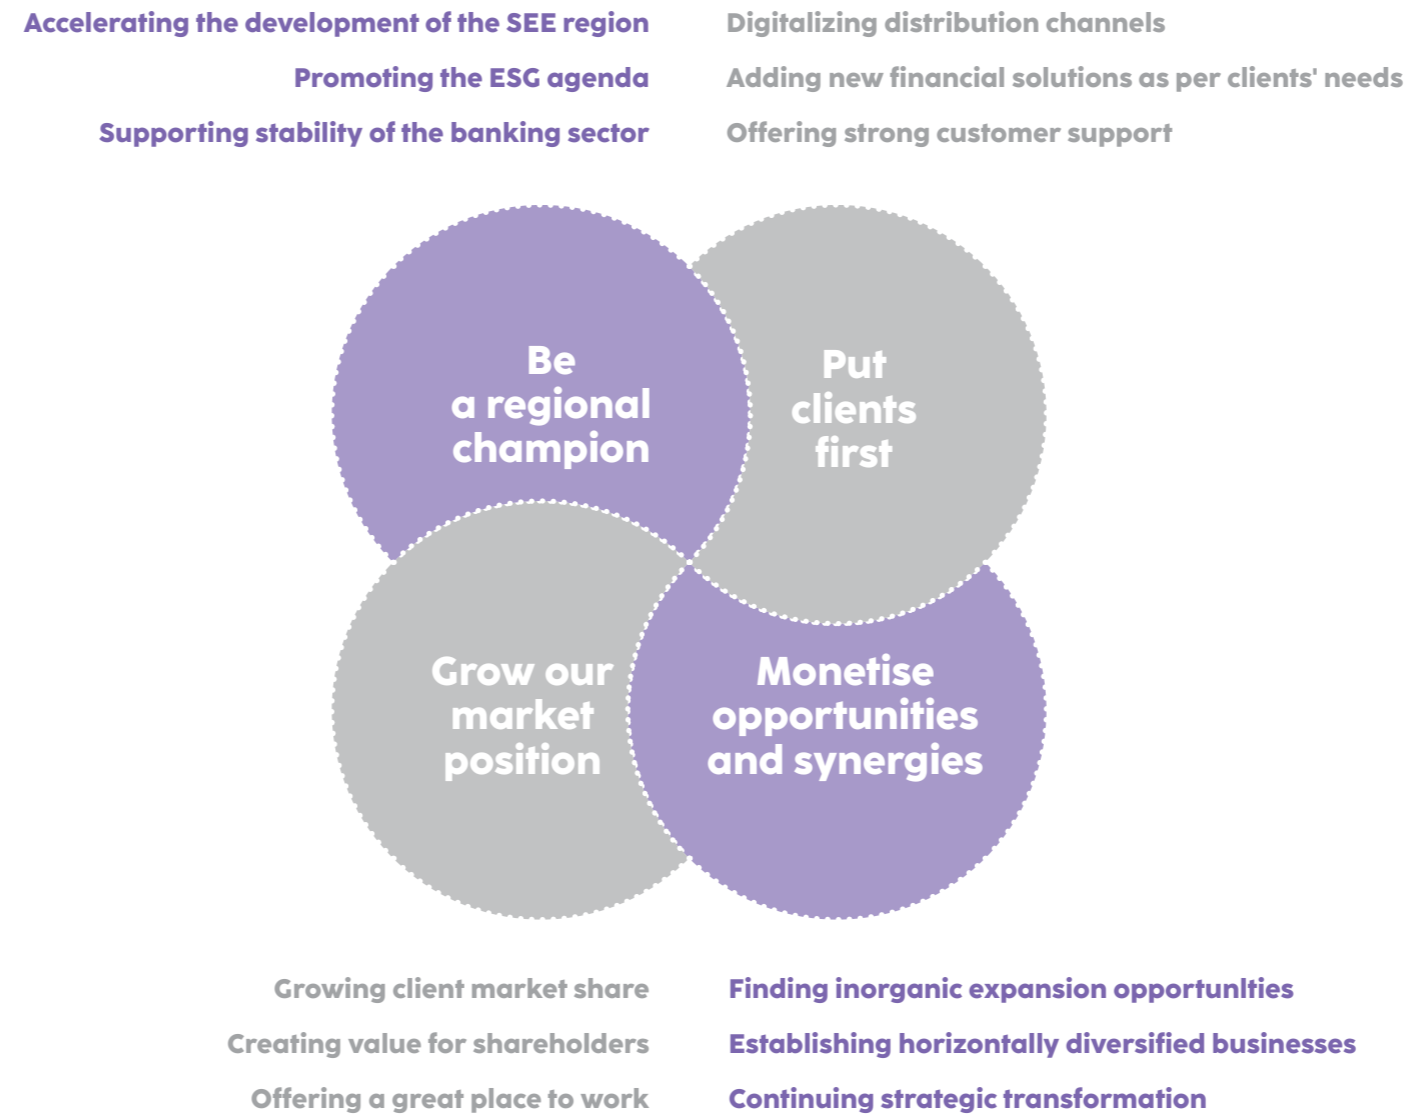 Accelerating the development of the SEE region
Promoting the ESG agenda
Supporting stability of the banking sector
Digitalizing distribution channels
Adding new financial solutions as per clients' needs
Offering strong customer support
Be
a regional
champion
Put
clients
first
Grow our
market
position
Monetise
opportunities
and synergies
Growing client market share
Creating value for shareholders
Offering a great place to work
Finding inorganic expansion opportunlties
Establishing horizontally diversified businesses
Continuing strategic transformation